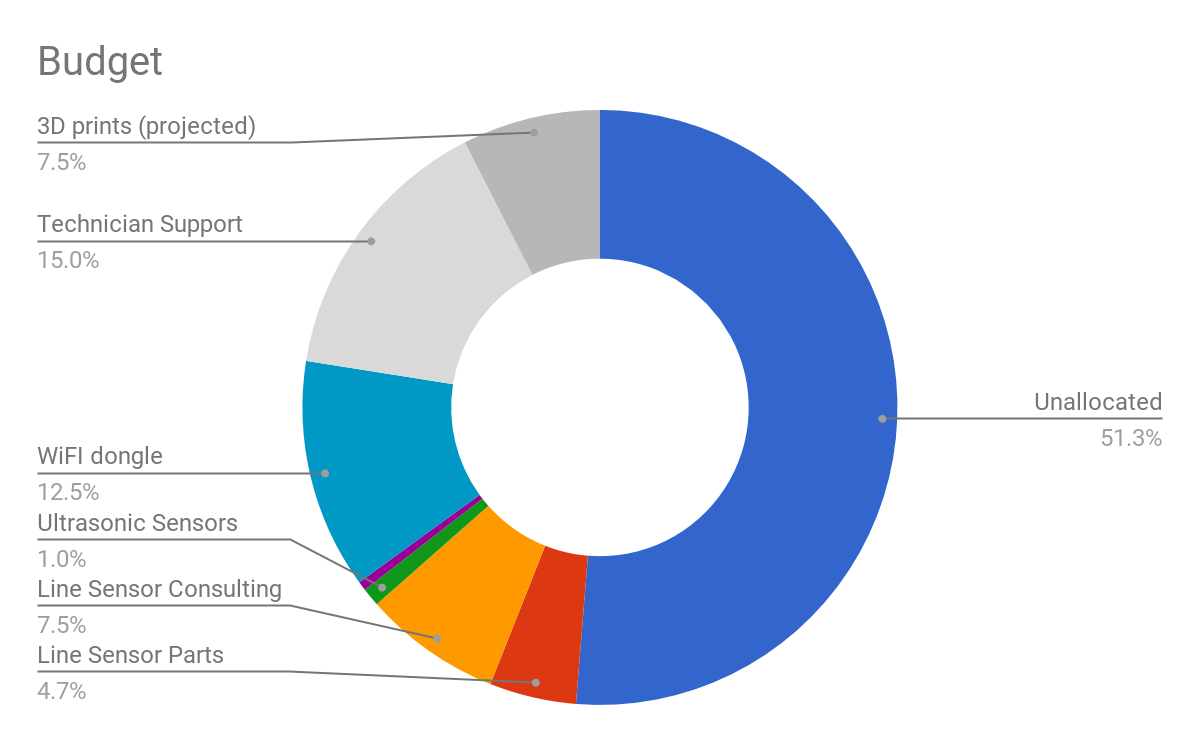 Budget
3D prints (projected)
7.5%
Technician Support
15.0%
WiFI dongle
12.5%
Ultrasonic Sensors
1.0%
Line Sensor Consulting
7.5%
Line Sensor Parts
4.7%
Unallocated
51.3%